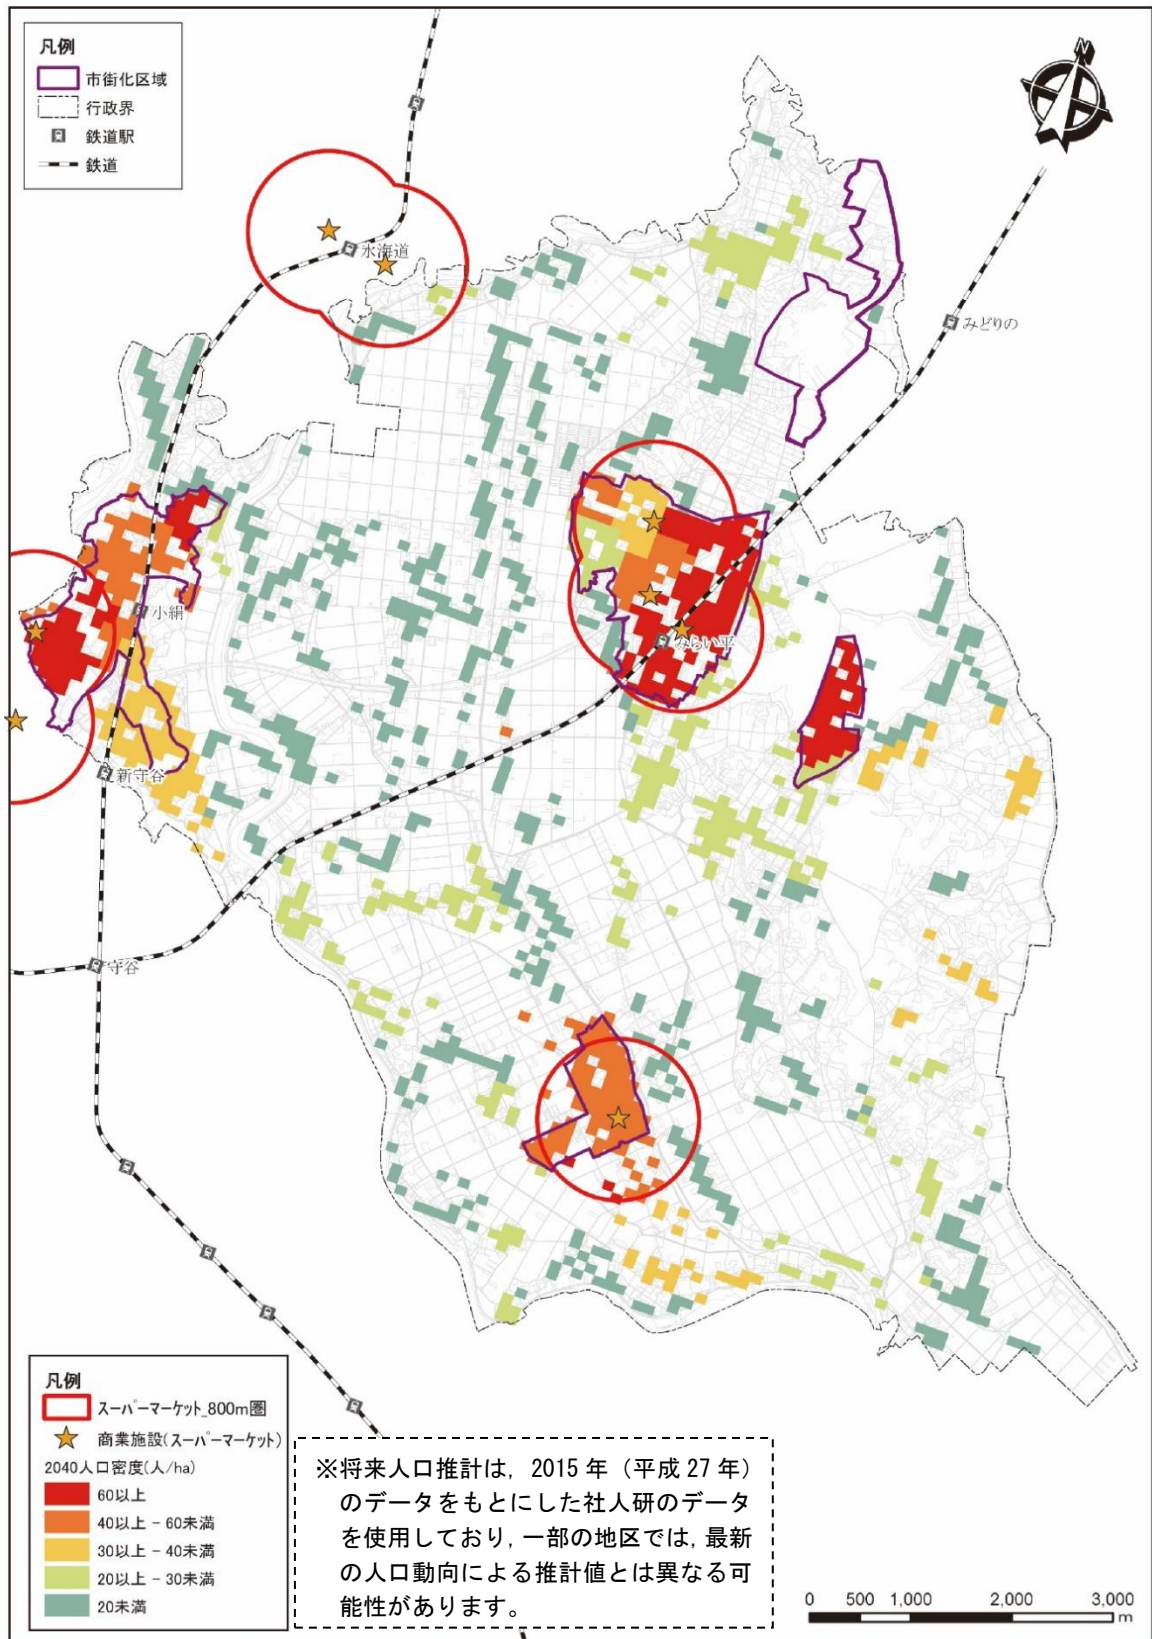 凡例
市街化区域
行政界
鉄道駅
鉄道
N
水海道
みどりの
小絹
みらい平
新守谷
守谷
凡例
スーパーマーケット_800m圏
商業施設(スーパーマーケット)
2040人口密度(人/ha)
60以上
40以上 - 60未満
30以上 - 40未満
20以上 - 30未満
20未満
※将来人口推計は，2015年（平成27年）
のデータをもとにした社人研のデータ
を使用しており，一部の地区では，最新
の人口動向による推計値とは異なる可
能性があります。
0 500 1,000 2,000 3,000
m